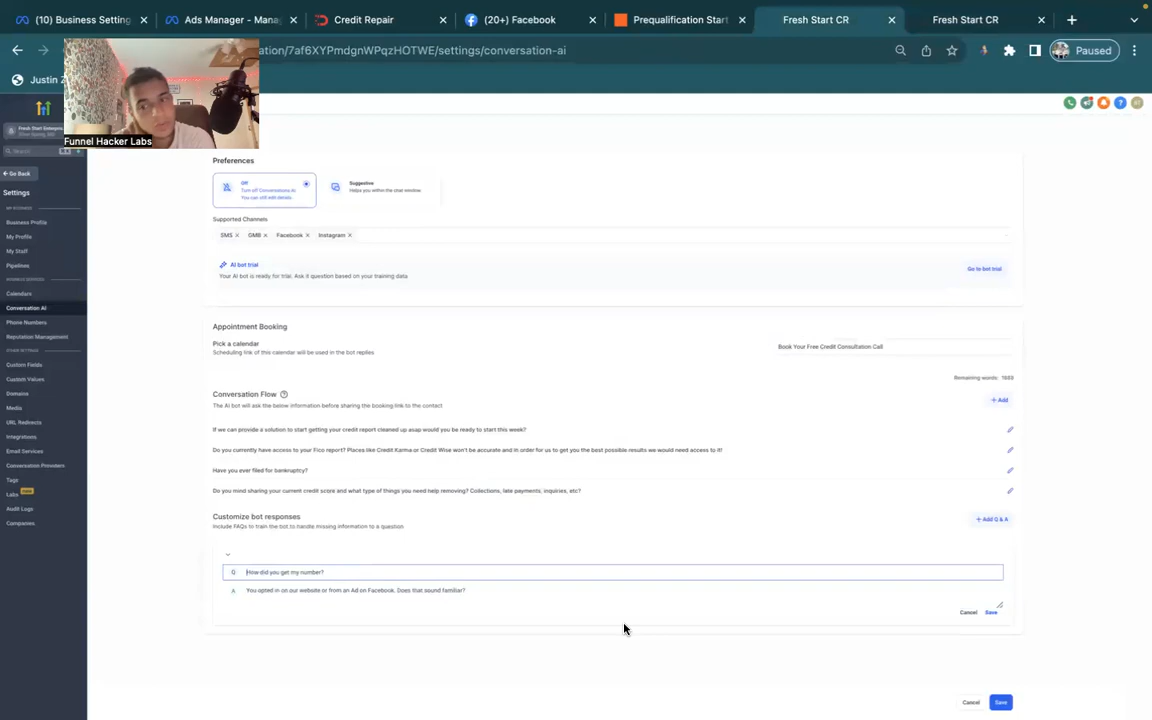 (10) Business Setting
Ads Manager - Mana
Credit Repair
(20+) Facebook
Prequalification Start
Fresh Start CR
Fresh Start CR
ation/7af6XYPmdgnWPqzHOTWE/settings/conversation-ai
Paused
Justin
Funnel Hacker Labs
Go Back
Settings
Business Profile
My Profile
My Staff
Pipelines
Calendars
Conversation AI
Phone Numbers
Reputation Management
OTHER SETTINGS
Custom Fields
Custom Values
Domains
Media
URL Redirects
Integrations
Email Services
Conversation Providers
Tags
Labs
Audit Logs
Companies
Preferences
Off
Turn off Conversations AI.
You can still edit details
Suggestive
Helps you within the chat window
Supported Channels
SMS
GMB
Facebook
Instagram
AI bot trial
Your AI bot is ready for trial. Ask it question based on your training data
Go to bot trial
Appointment Booking
Pick a calendar
Scheduling link of this calendar will be used in the bot replies
Book Your Free Credit Consultation Call
Remaining words:
Conversation Flow
The AI bot will ask the below information before sharing the booking link to the contact
+ Add
If we can provide a solution to start getting your credit report cleaned up asap would you be ready to start this week?
Do you currently have access to your Fico report? Places like Credit Karma or Credit Wise won't be accurate and in order for us to get you the best possible results we would need access to it!
Have you ever filed for bankruptcy?
Do you mind sharing your current credit score and what type of things you need help removing? Collections, late payments, inquiries, etc?
Customize bot responses
Include FAQs to train the bot to handle missing information to a question
+ Add Q & A
Q How did you get my number?
A You opted in on our website or from an Ad on Facebook. Does that sound familiar?
Cancel Save
Cancel Save